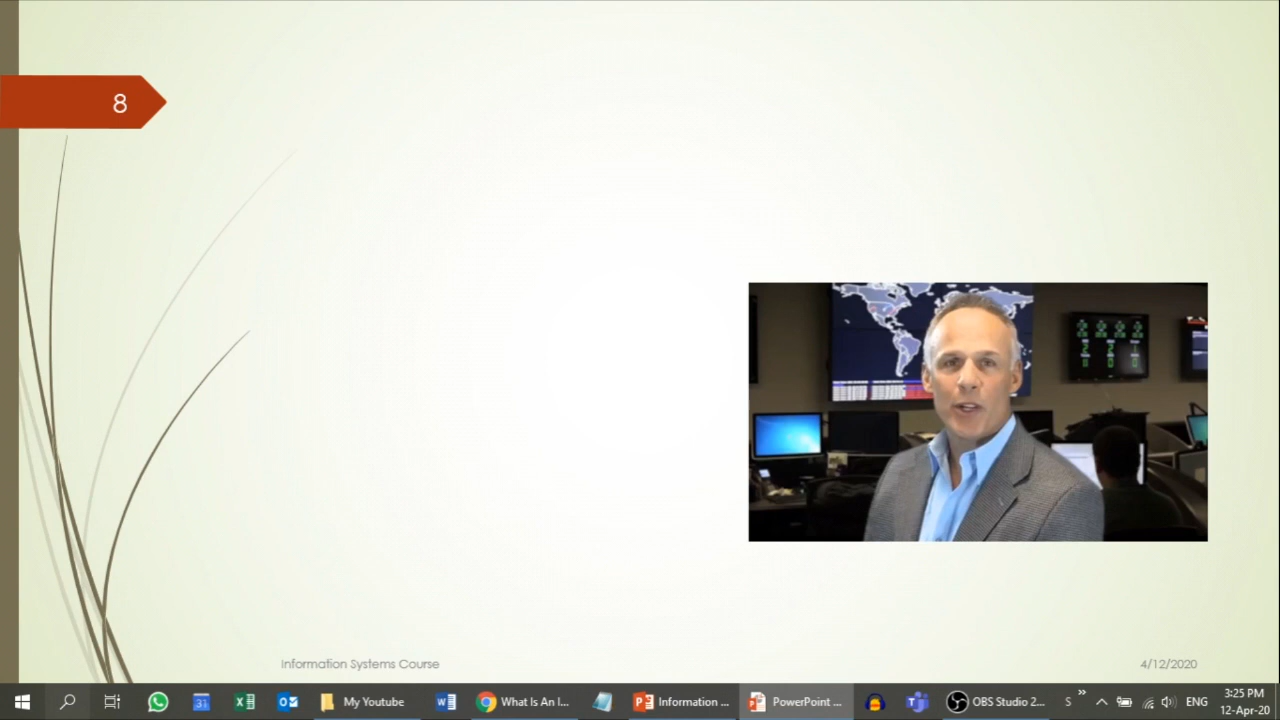 8
Information Systems Course
4/12/2020
31
My Youtube
What Is An I...
Information ...
PowerPoint ...
OBS Studio 2...
S
ENG
3:25 PM
12-Apr-20